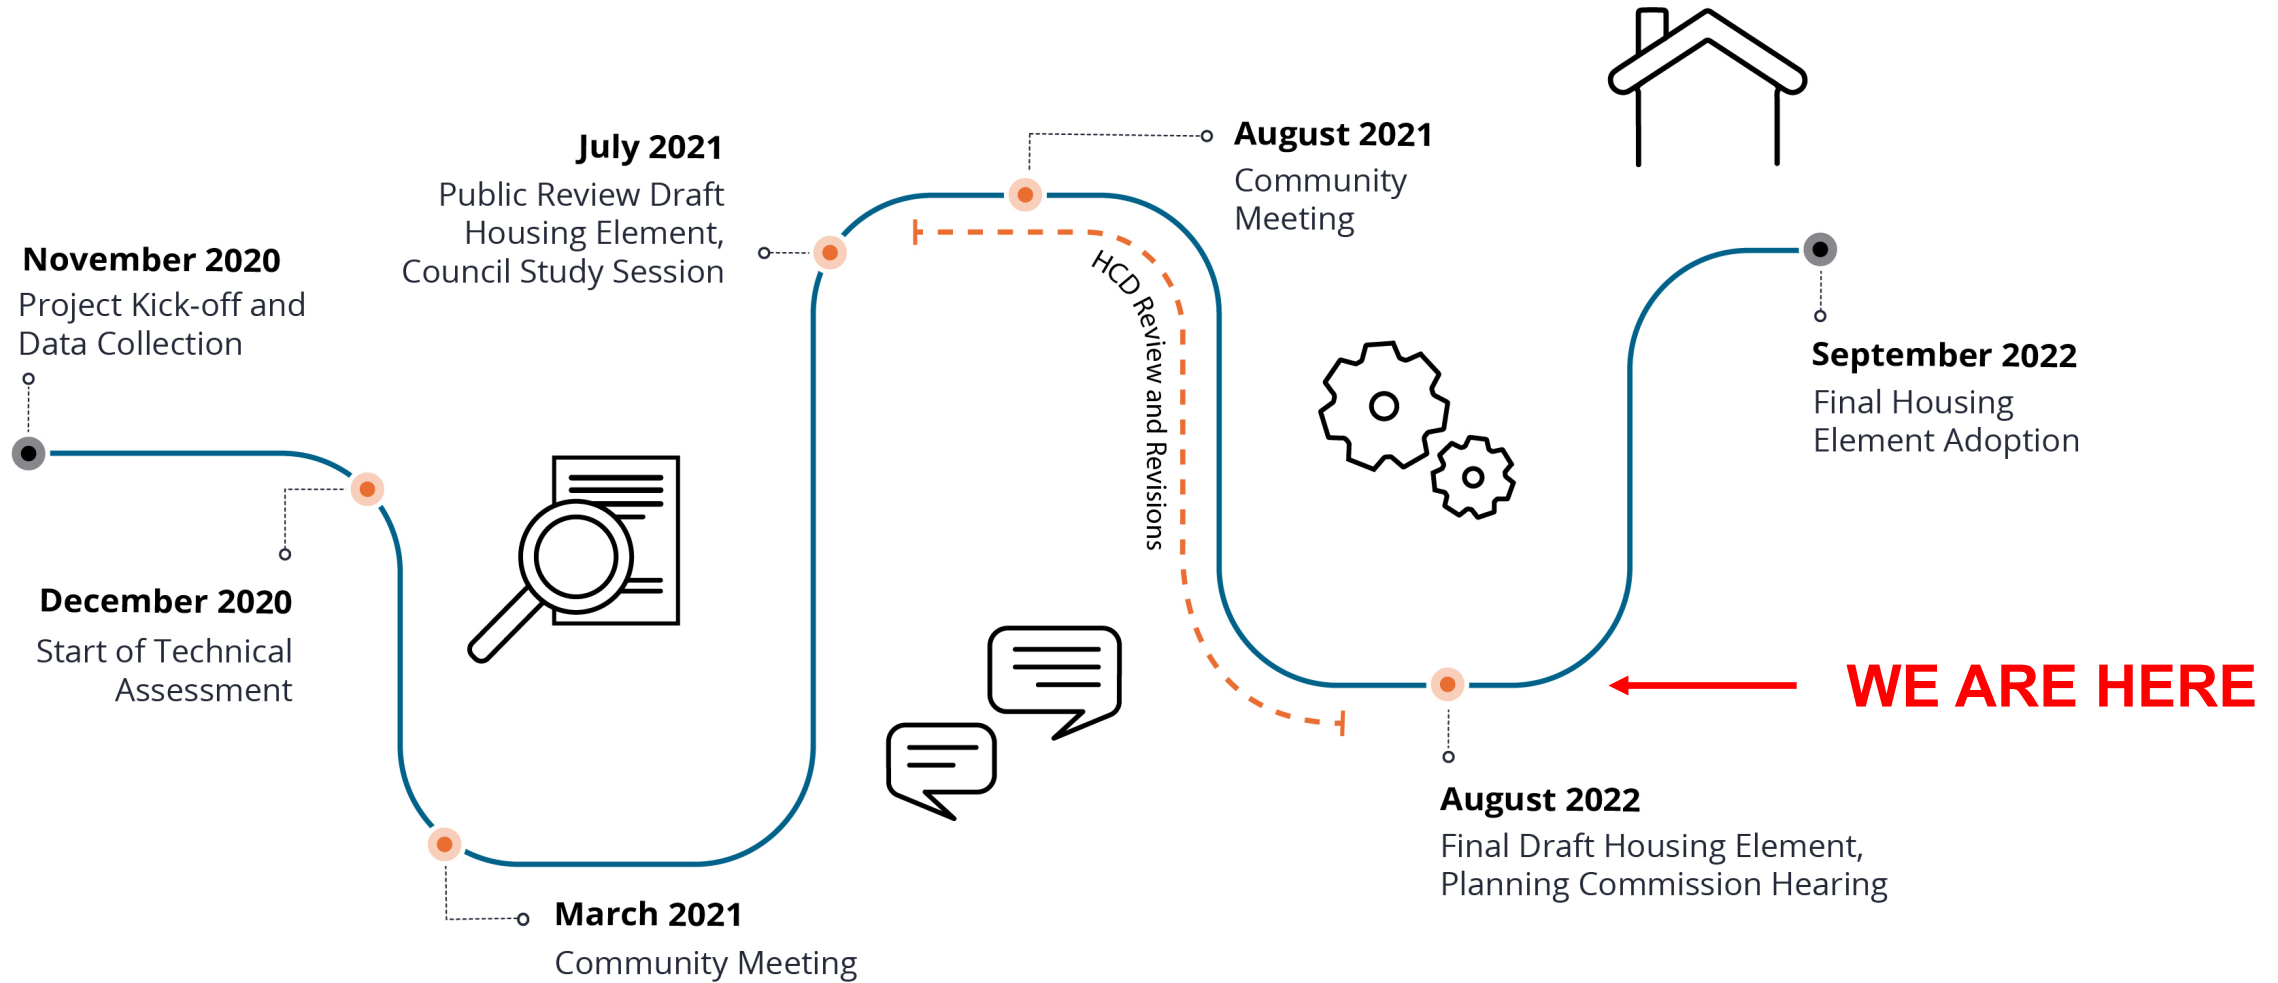 November 2020
Project Kick-off and
Data Collection
December 2020
Start of Technical
Assessment
March 2021
Community Meeting
July 2021
Public Review Draft
Housing Element,
Council Study Session
August 2021
Community
Meeting
HCD Review and Revisions
August 2022
Final Draft Housing Element,
Planning Commission Hearing
WE ARE HERE
September 2022
Final Housing
Element Adoption